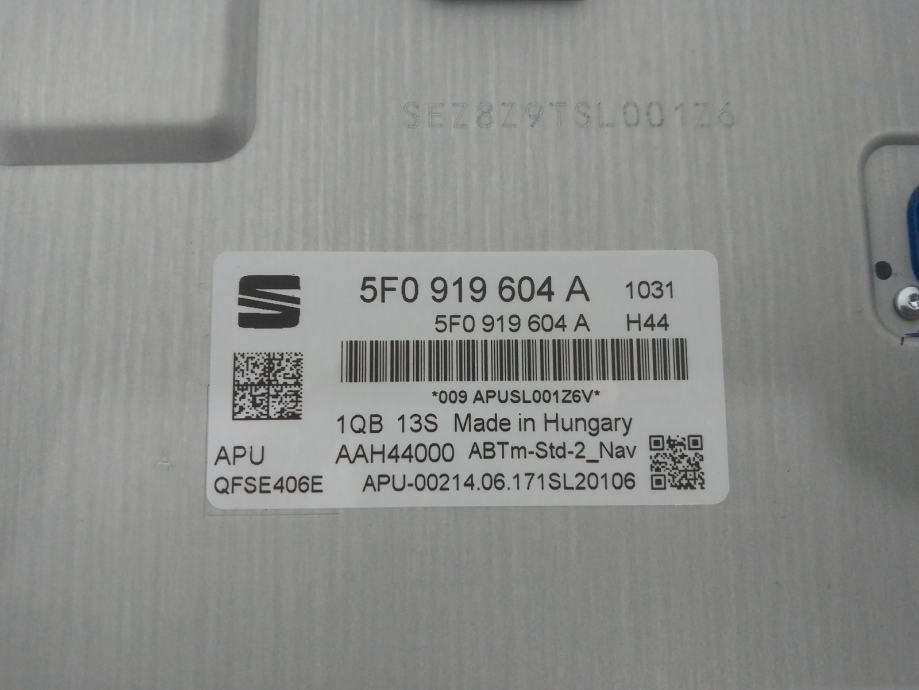 SEZ8Z9TSL001Z6
5F0 919 604 A 1031
5F0 919 604 A H44
*009 APUSL001Z6V*
1QB 13S Made in Hungary
APU AAH44000 ABTm-Std-2_Nav
QFSE406E APU-00214.06.171SL20106